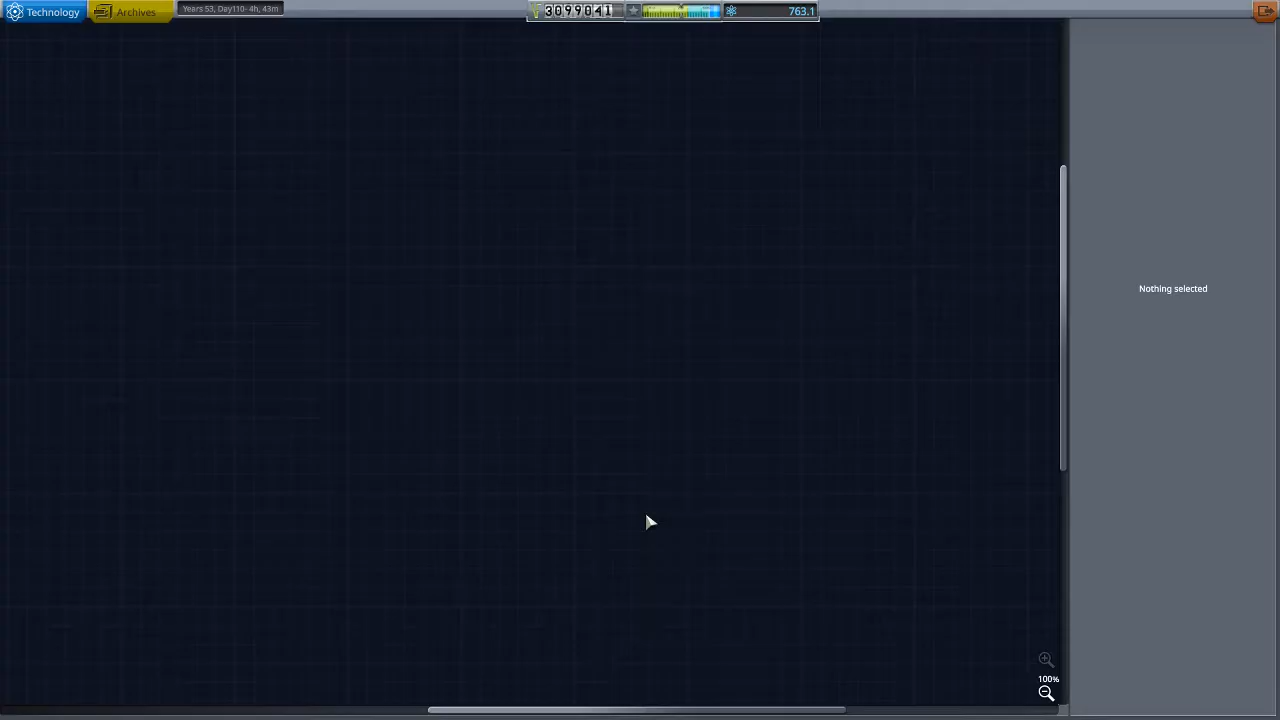 Technology
Archives
Years 53, Day110- 4h, 43m
3099041
763.1
Nothing selected
100%